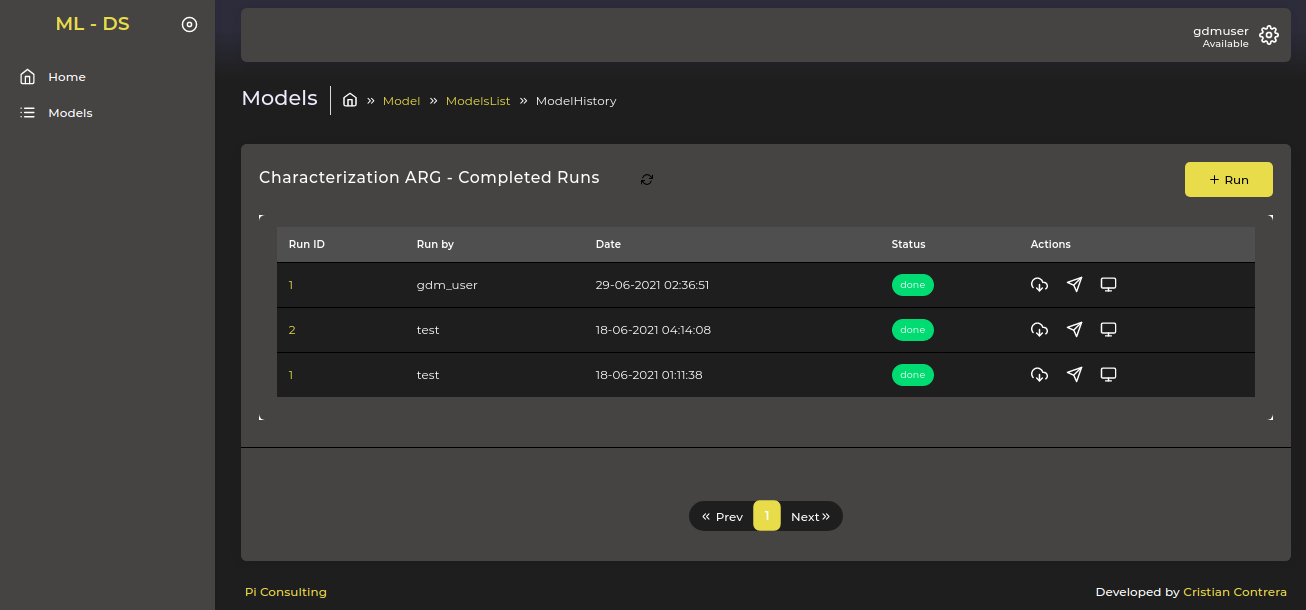 ML - DS
Home
Models
gdmuser
Available
Models » Model » ModelsList » ModelHistory
Characterization ARG - Completed Runs
+ Run
Run ID Run by Date Status Actions
1 gdm_user 29-06-2021 02:36:51 done
2 test 18-06-2021 04:14:08 done
1 test 18-06-2021 01:11:38 done
« Prev 1 Next »
Pi Consulting
Developed by Cristian Contrera